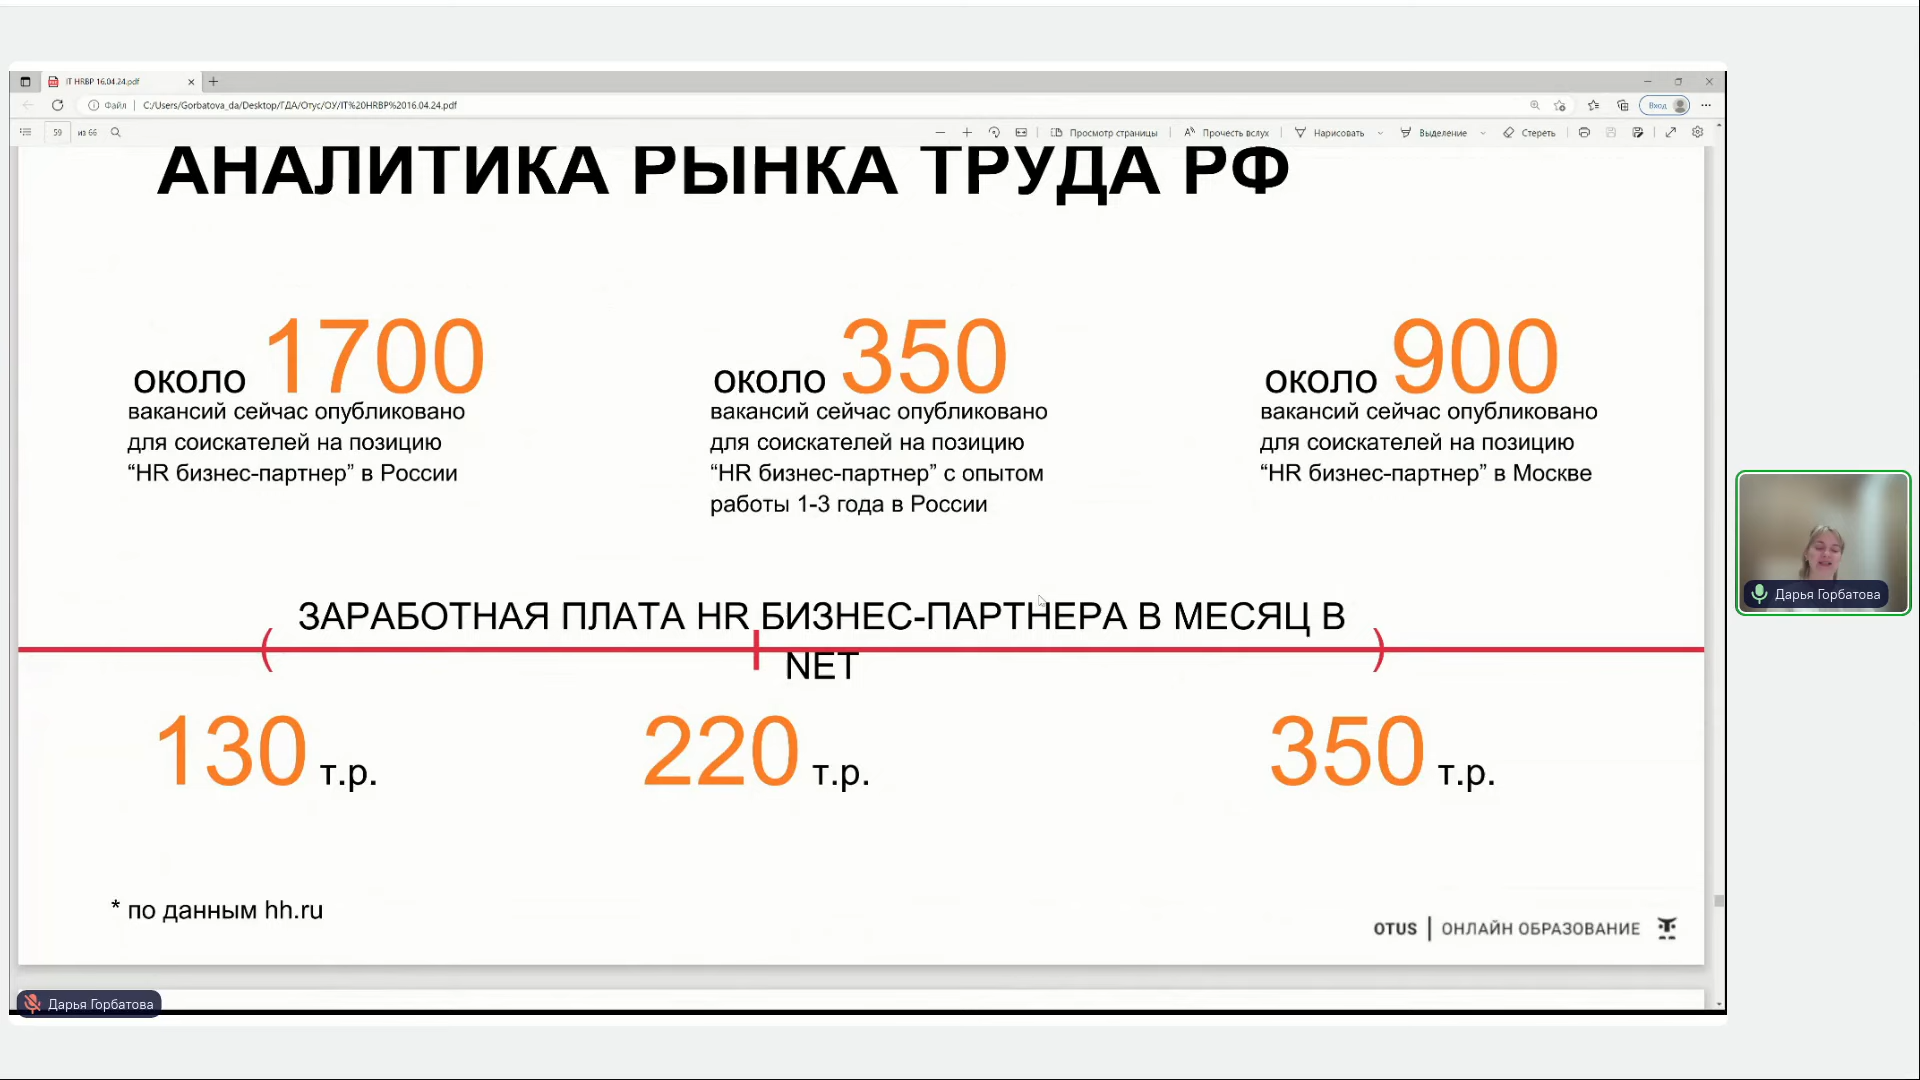 IT HRBP 16.04.24.pdf
Файл
C:/Users/Gorbatova_da/Desktop/ГДА/Отус/ОУ/IT%20HRBP%2016.04.24.pdf
Вход
59 из 66
Просмотр страницы
Прочесть вслух
Нарисовать
Выделение
Стереть
АНАЛИТИКА РЫНКА ТРУДА РФ
около 1700
вакансий сейчас опубликовано
для соискателей на позицию
“HR бизнес-партнер” в России
около 350
вакансий сейчас опубликовано
для соискателей на позицию
“HR бизнес-партнер” с опытом
работы 1-3 года в России
около 900
вакансий сейчас опубликовано
для соискателей на позицию
“HR бизнес-партнер” в Москве
ЗАРАБОТНАЯ ПЛАТА HR БИЗНЕС-ПАРТНЕРА В МЕСЯЦ В
NET
130 т.р.
220 т.р.
350 т.р.
* по данным hh.ru
OTUS | ОНЛАЙН ОБРАЗОВАНИЕ
Дарья Горбатова
Дарья Горбатова